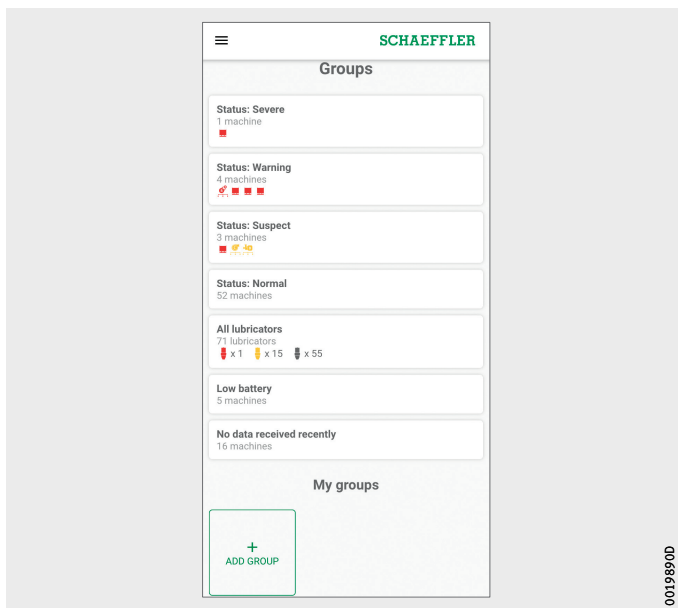 SCHAEFFLER
Groups
Status: Severe
1 machine
Status: Warning
4 machines
Status: Suspect
3 machines
Status: Normal
52 machines
All lubricators
71 lubricators
x 1 x 15 x 55
Low battery
5 machines
No data received recently
16 machines
My groups
+
ADD GROUP
0019890D